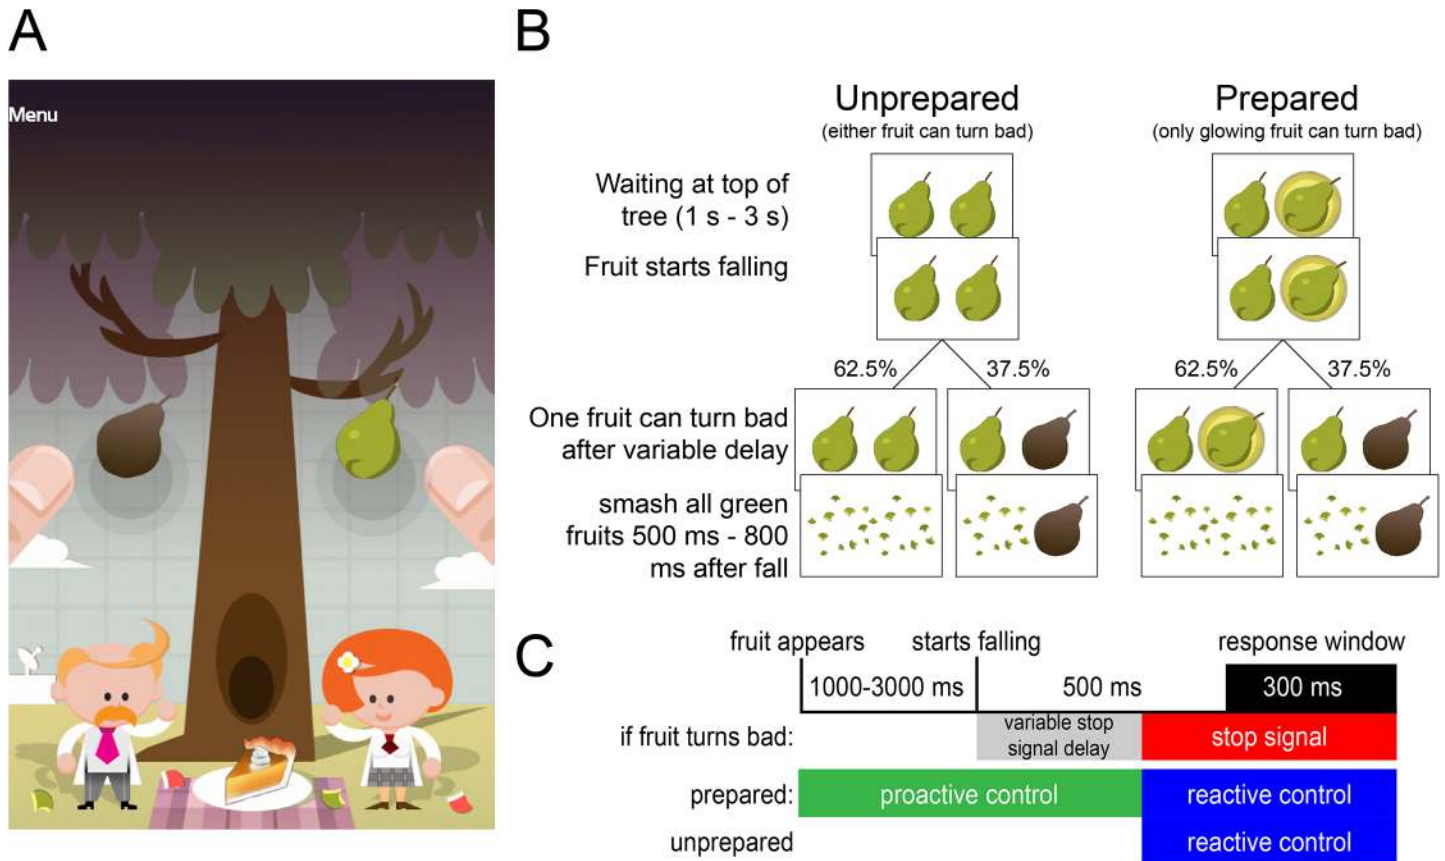 A
Menu
B
Unprepared
(either fruit can turn bad)
Prepared
(only glowing fruit can turn bad)
Waiting at top of
tree (1 s - 3 s)
Fruit starts falling
62.5%
37.5%
62.5%
37.5%
One fruit can turn bad
after variable delay
smash all green
fruits 500 ms - 800
ms after fall
C
fruit appears
starts falling
response window
1000-3000 ms
500 ms
300 ms
if fruit turns bad:
variable stop
signal delay
stop signal
prepared:
proactive control
reactive control
unprepared
reactive control